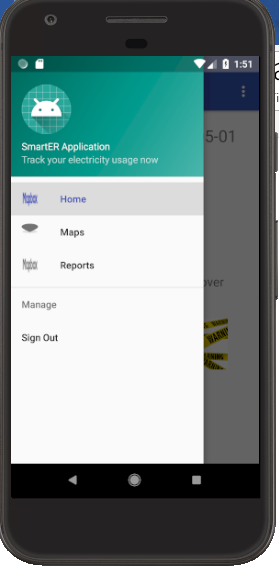 1:51
SmartER Application
Track your electricity usage now
5-01
Mapbox Home
Maps
over
Mapbox Reports
WARNING
Manage
Sign Out